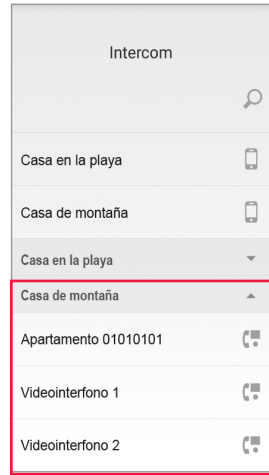 Intercom
Casa en la playa
Casa de montaña
Casa en la playa
Casa de montaña
Apartamento 01010101
Videointerfono 1
Videointerfono 2